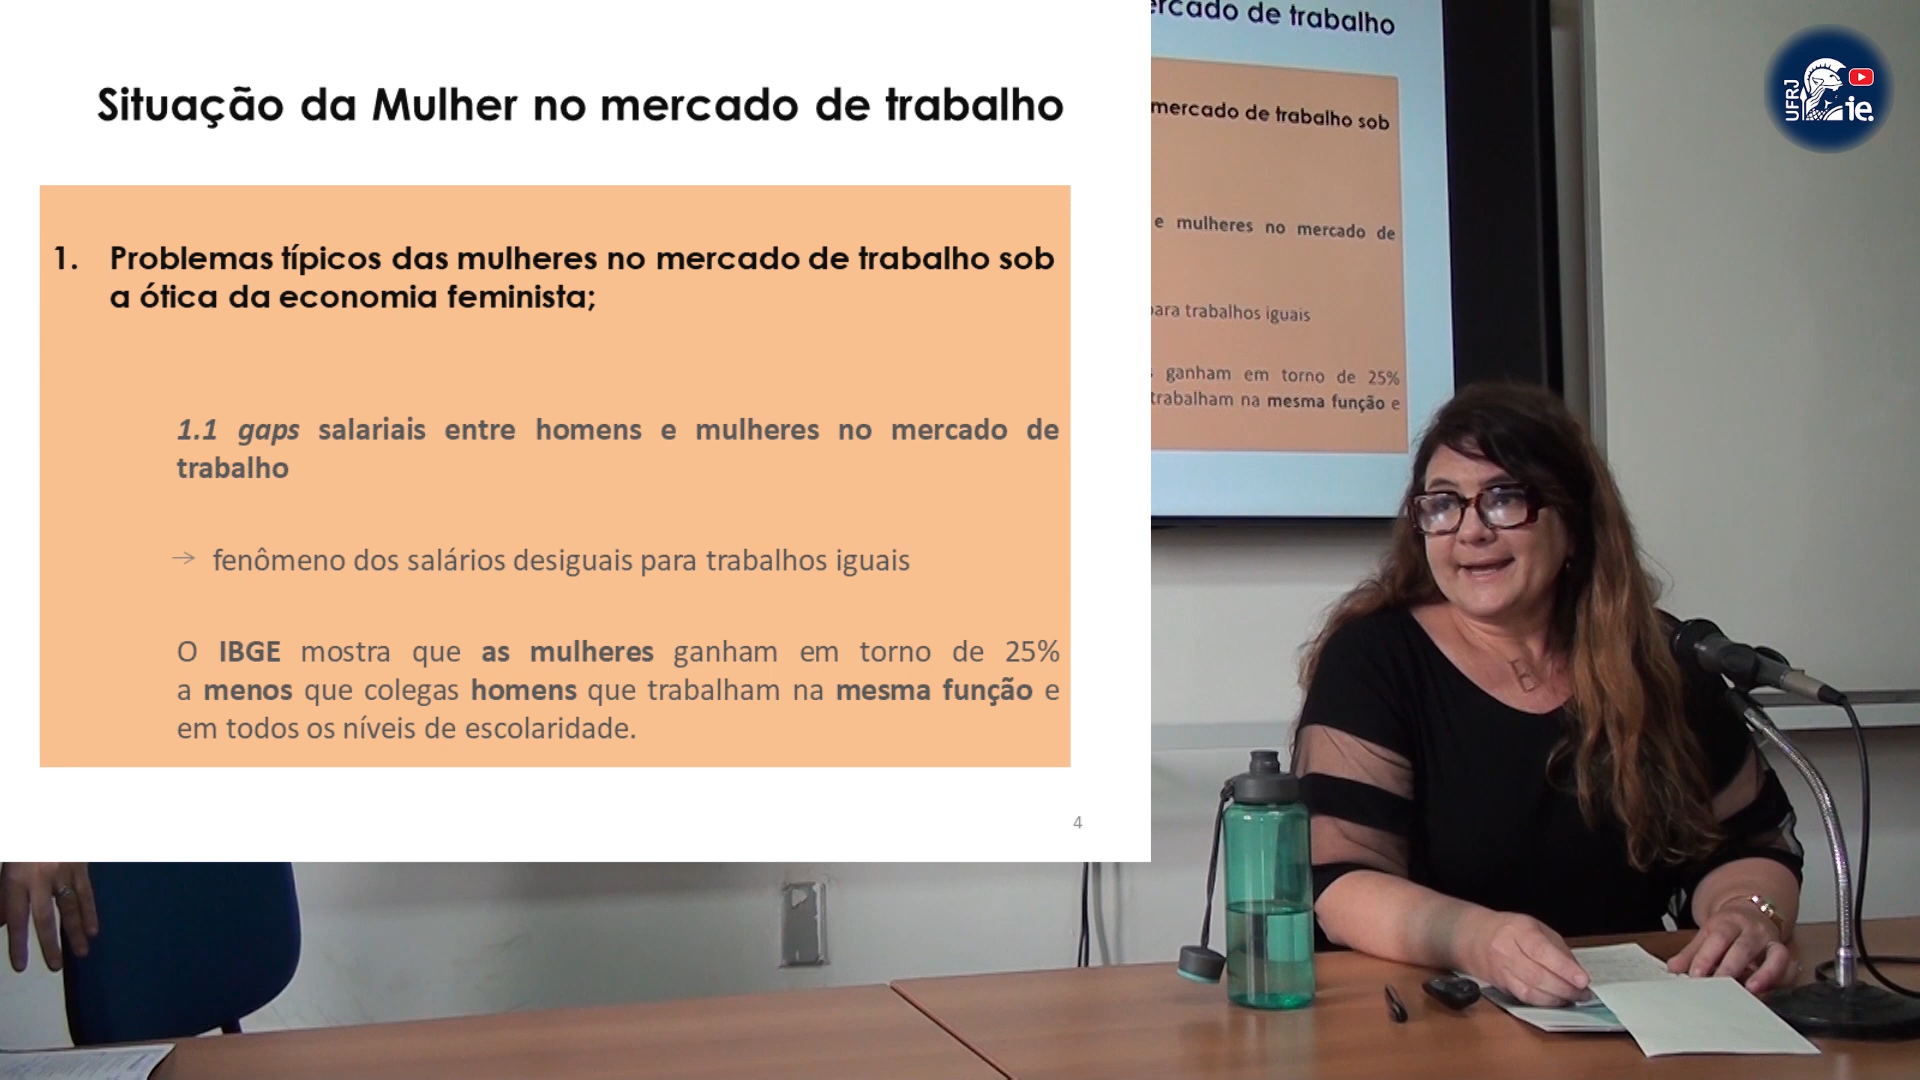 Situação da Mulher no mercado de trabalho
1. Problemas típicos das mulheres no mercado de trabalho sob
a ótica da economia feminista;
1.1 gaps salariais entre homens e mulheres no mercado de
trabalho
→ fenômeno dos salários desiguais para trabalhos iguais
O IBGE mostra que as mulheres ganham em torno de 25%
a menos que colegas homens que trabalham na mesma função e
em todos os níveis de escolaridade.
4
ercado de trabalho
mercado de trabalho sob
e mulheres no mercado de
para trabalhos iguais
ganham em torno de 25%
trabalham na mesma função e
UFRJ
ie.